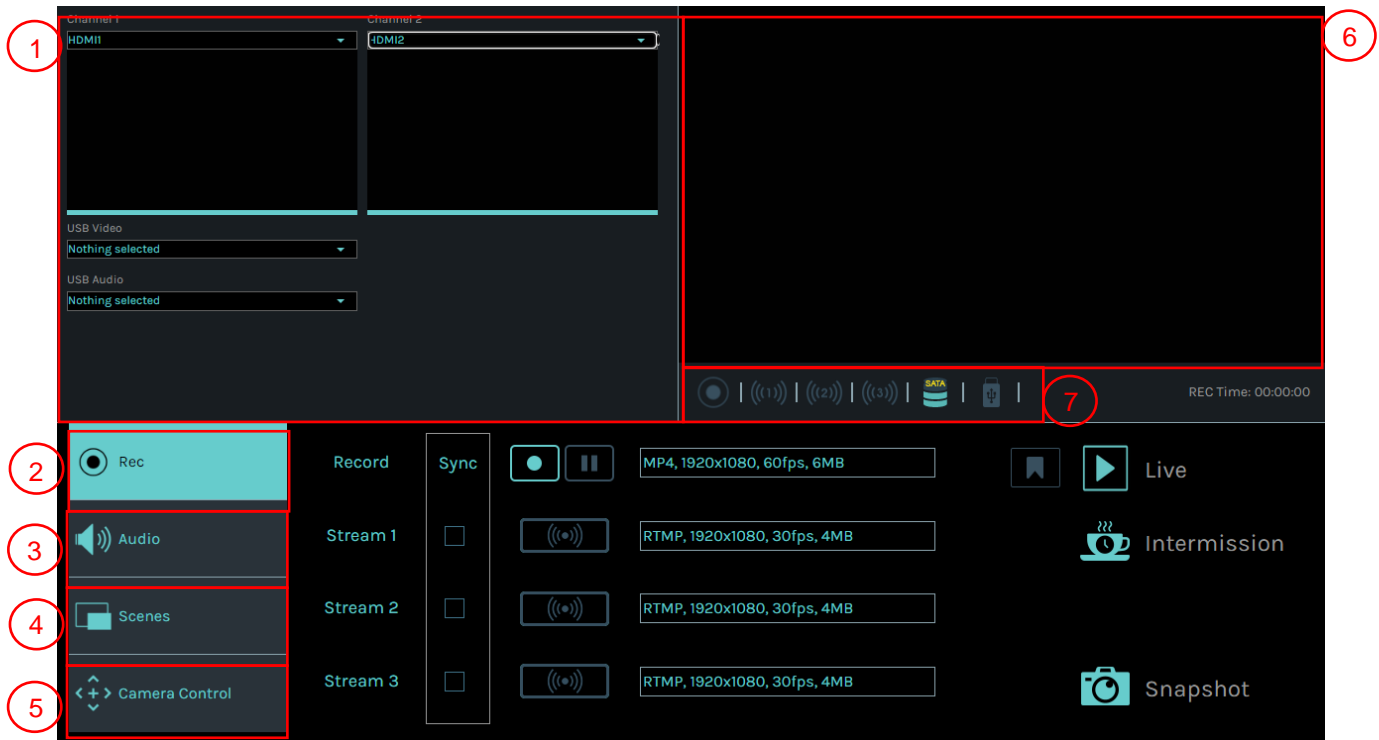 Channel 1
Channel 2
1
HDMI1
HDMI2
6
USB Video
Nothing selected
USB Audio
Nothing selected
(((1)))
(((2)))
(((3)))
SATA
7
REC Time: 00:00:00
2
Rec
Record
Sync
MP4, 1920x1080, 60fps, 6MB
Live
3
Audio
Stream 1
RTMP, 1920x1080, 30fps, 4MB
Intermission
4
Scenes
Stream 2
RTMP, 1920x1080, 30fps, 4MB
5
Camera Control
Stream 3
RTMP, 1920x1080, 30fps, 4MB
Snapshot